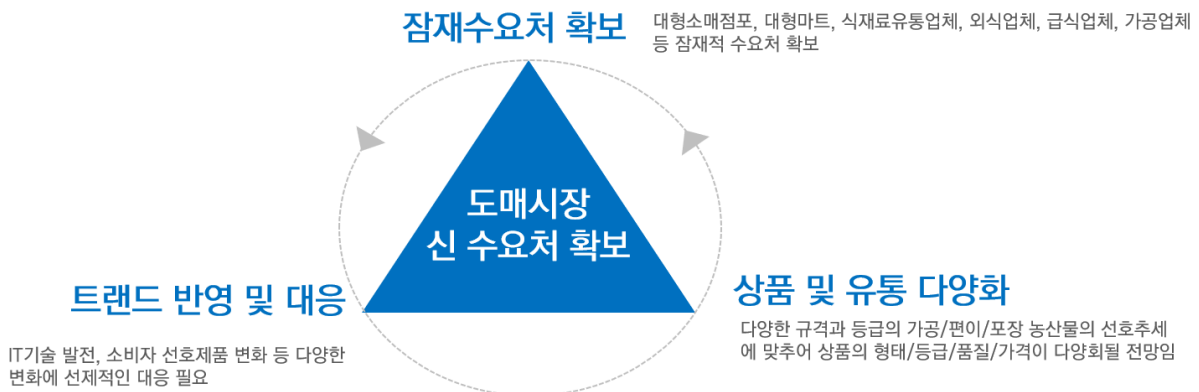 잠재수요처 확보
대형소매점포, 대형마트, 식재료유통업체, 외식업체, 급식업체, 가공업체
등 잠재적 수요처 확보
도매시장
신 수요처 확보
트랜드 반영 및 대응
IT기술 발전, 소비자 선호제품 변화 등 다양한
변화에 선제적인 대응 필요
상품 및 유통 다양화
다양한 규격과 등급의 가공/편이/포장 농산물의 선호추세
에 맞추어 상품의 형태/등급/품질/가격이 다양회될 전망임